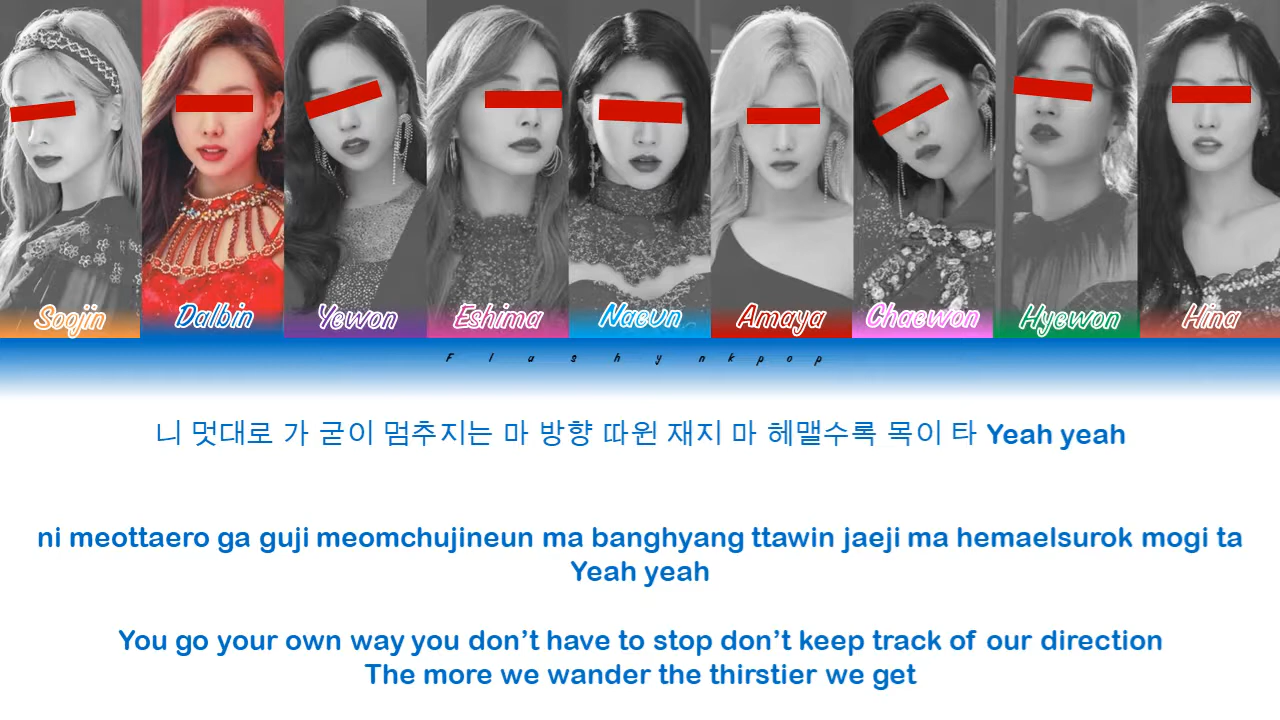 Soojin Dalbin Yewon Eshima Naeun Amaya Chaewon Hyewon Hina
Flashynkpop
니 멋대로 가 굳이 멈추지는 마 방향 따윈 재지 마 헤맬수록 목이 타 Yeah yeah
ni meottaero ga guji meomchujineun ma banghyang ttawin jaeji ma hemaelsurok mogi ta
Yeah yeah
You go your own way you don’t have to stop don’t keep track of our direction
The more we wander the thirstier we get